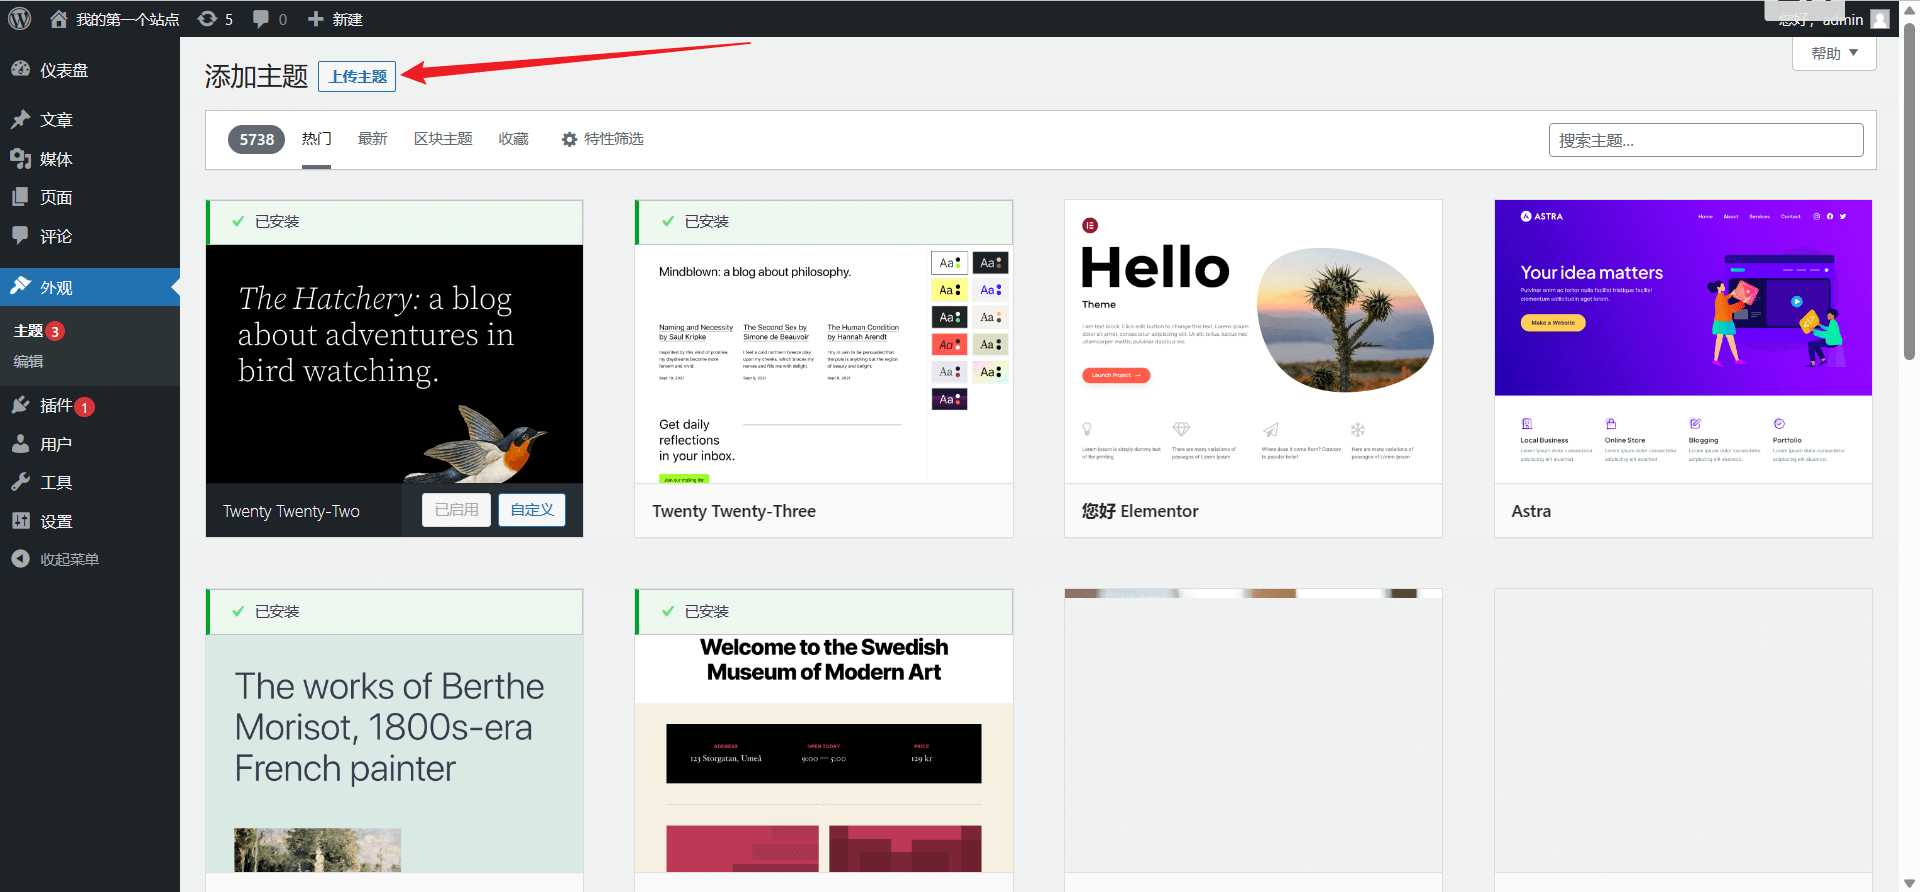 我的第一个站点
5
0
新建
您好，admin
仪表盘
文章
媒体
页面
评论
外观
主题 3
编辑
插件 1
用户
工具
设置
收起菜单
添加主题
上传主题
帮助
5738
热门
最新
区块主题
收藏
特性筛选
搜索主题...
已安装
The Hatchery: a blog
about adventures in
bird watching.
Twenty Twenty-Two
已启用
自定义
已安装
Mindblown: a blog about philosophy.
Naming and Necessity
by Saul Kripke
The Second Sex by
Simone de Beauvoir
The Human Condition
by Hannah Arendt
Get daily
reflections
in your inbox.
Join our mailing list
Aa
Aa
Aa
Aa
Aa
Aa
Aa
Aa
Aa
Aa
Aa
Twenty Twenty-Three
Hello
Theme
Launch Project →
您好 Elementor
ASTRA
Home
About
Services
Contact
Your idea matters
Make a Website
Local Business
Online Store
Blogging
Portfolio
Astra
已安装
The works of Berthe
Morisot, 1800s-era
French painter
已安装
Welcome to the Swedish
Museum of Modern Art
ADDRESS
123 Storgatan, Umeå
OPEN TODAY
9:00 — 5:00
PRICE
129 kr